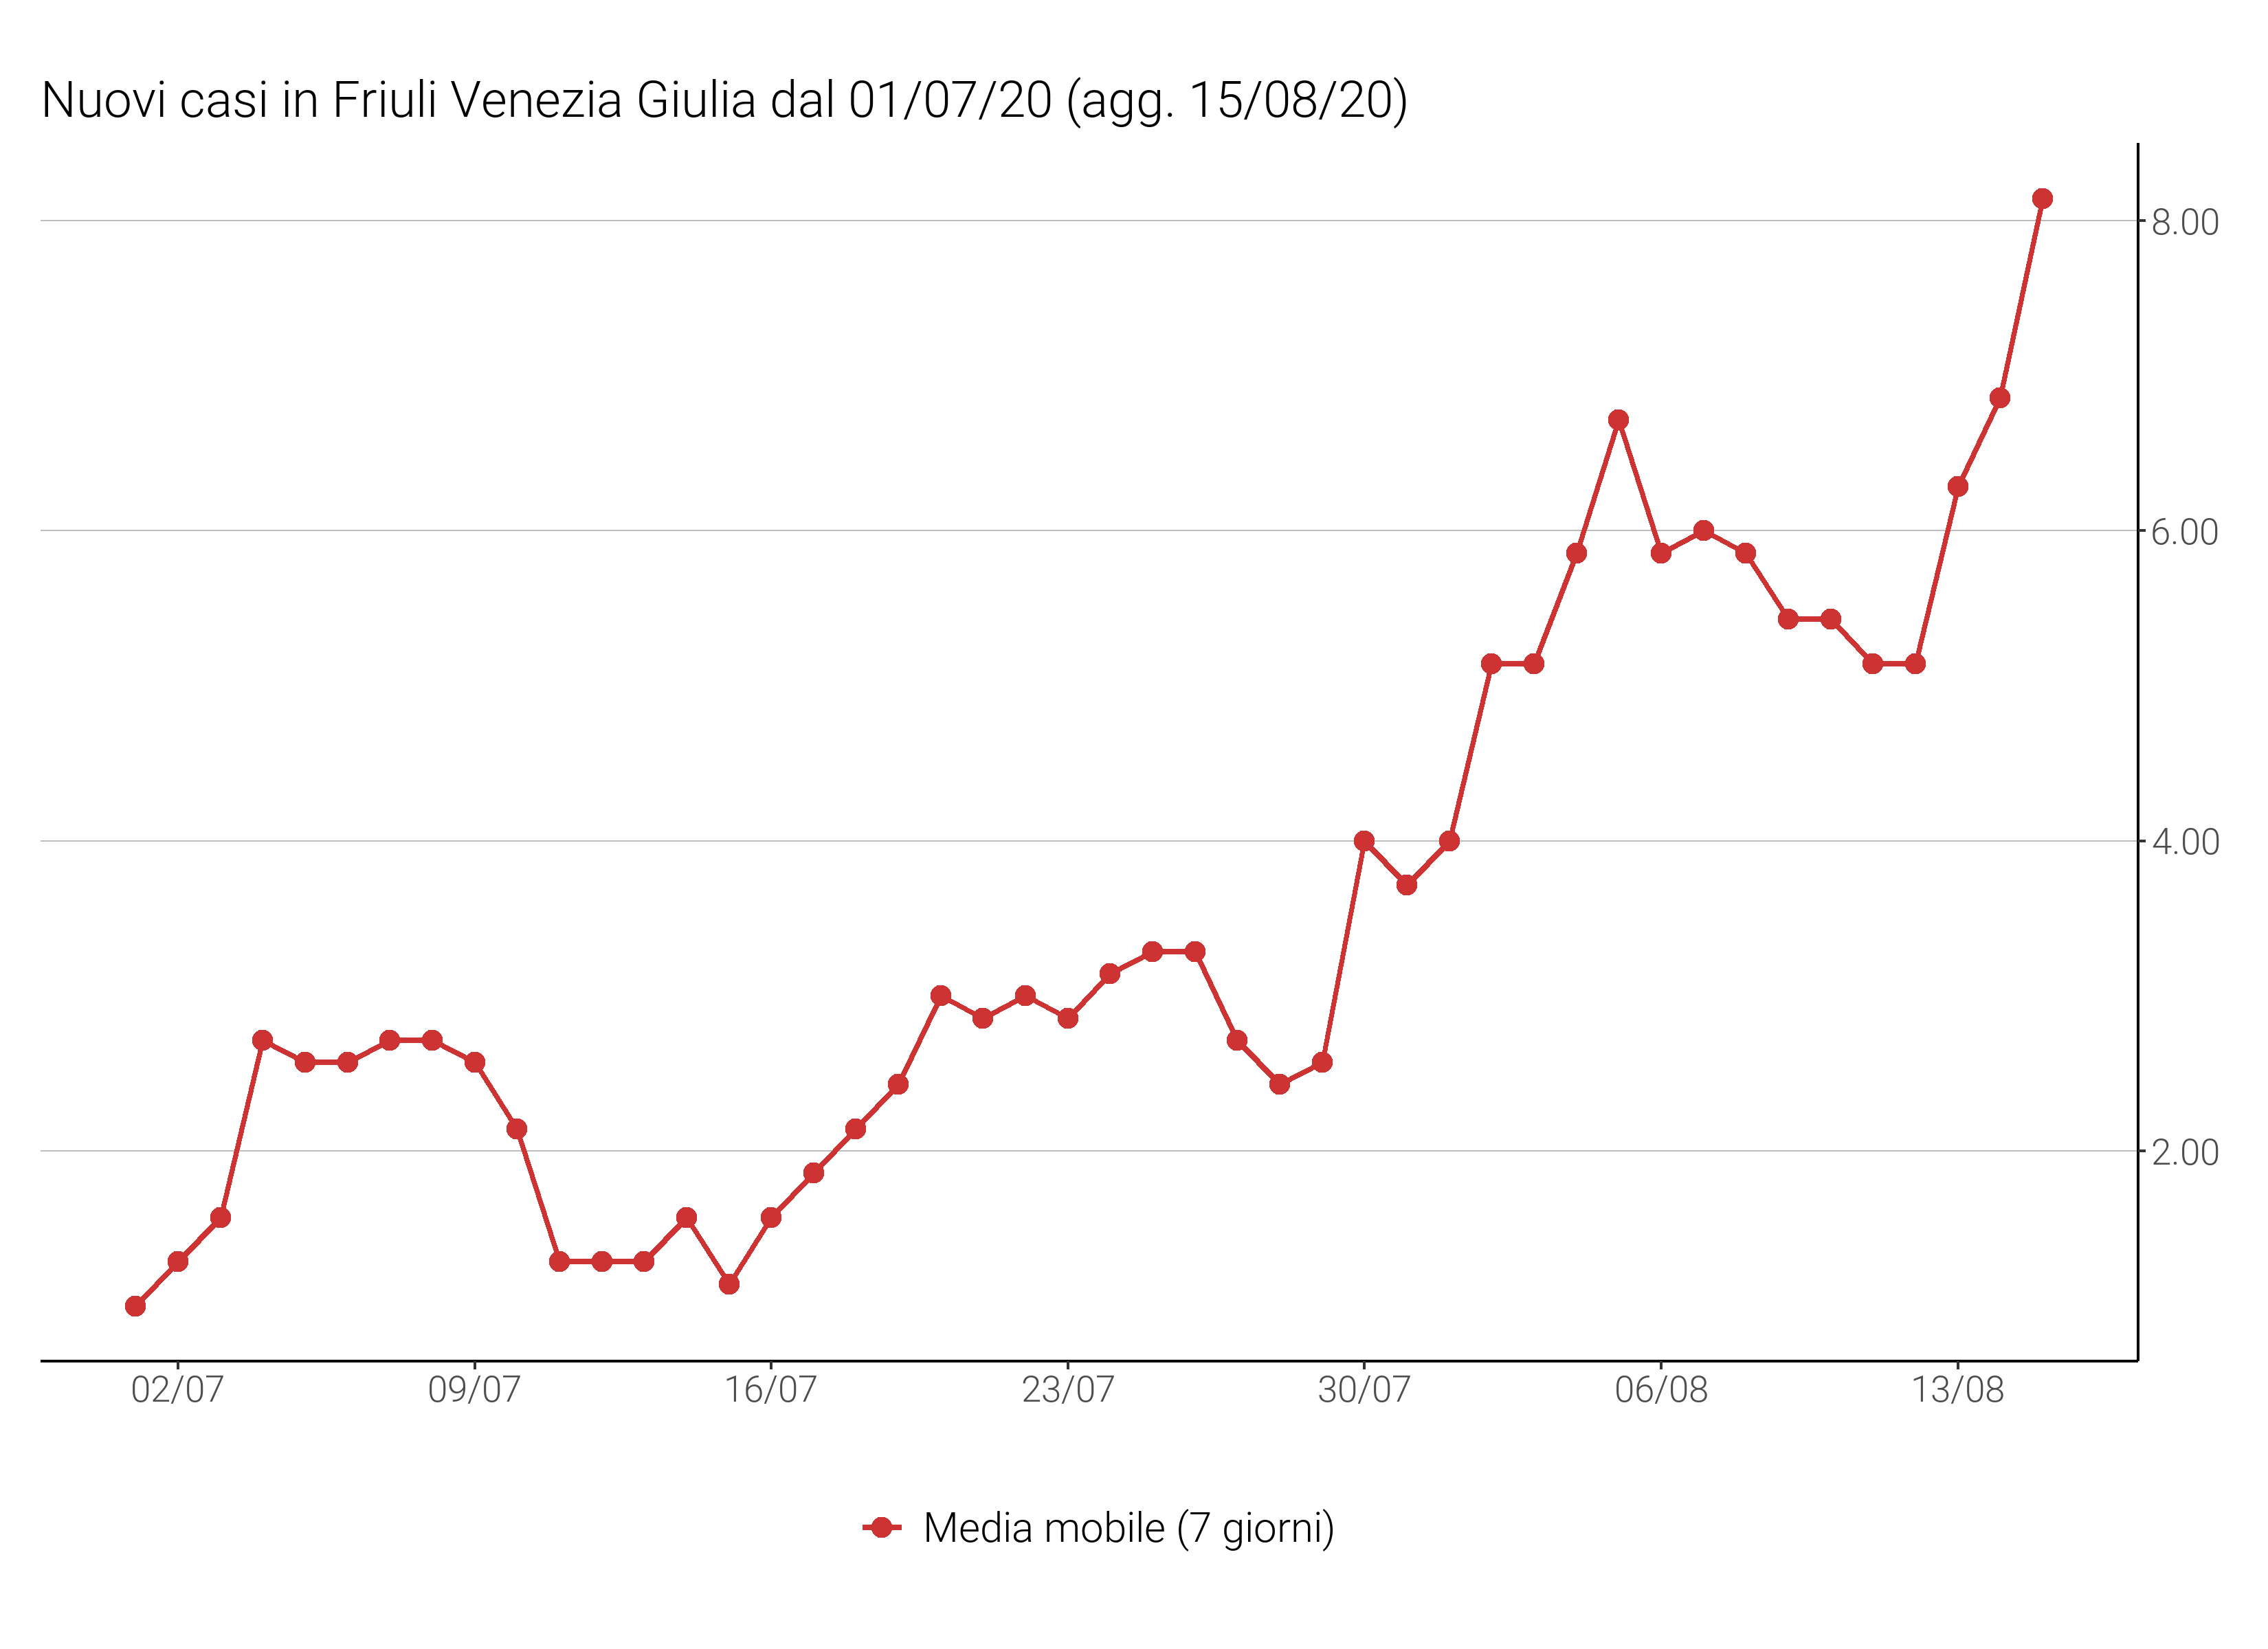 Nuovi casi in Friuli Venezia Giulia dal 01/07/20 (agg. 15/08/20)
8.00
6.00
4.00
2.00
02/07 09/07 16/07 23/07 30/07 06/08 13/08
Media mobile (7 giorni)